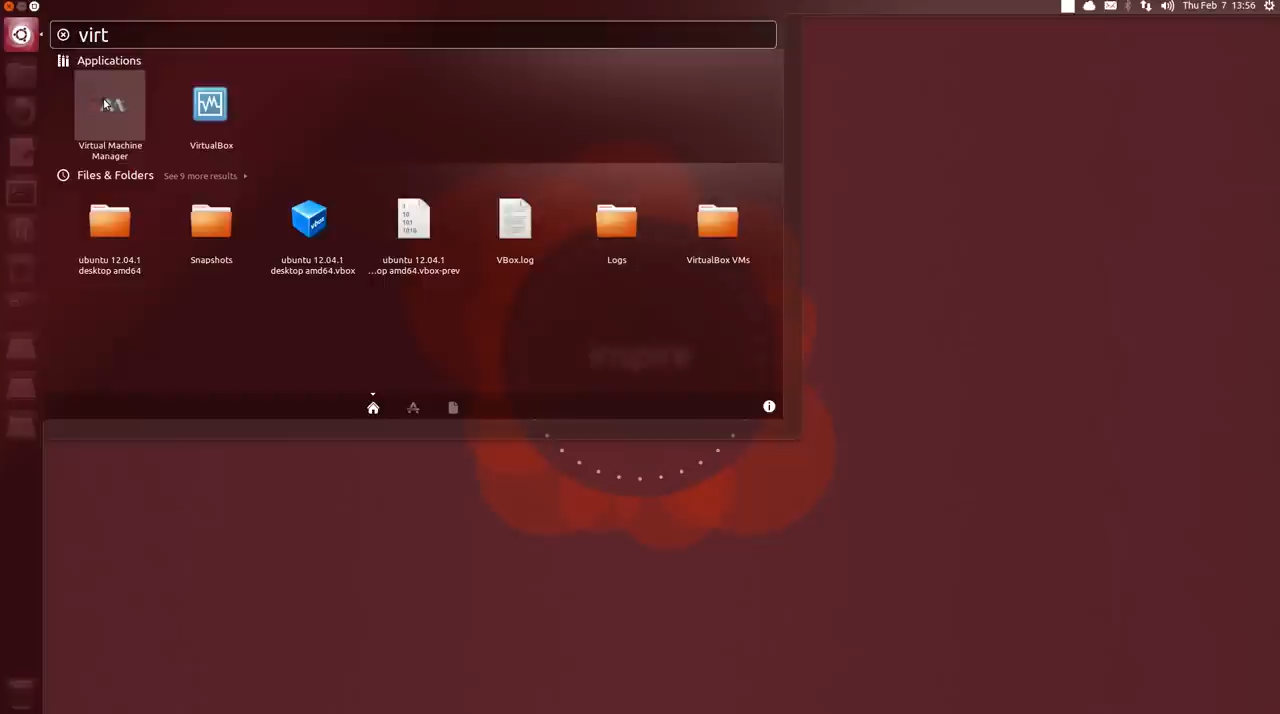 Thu Feb 7 13:56
virt
Applications
Virtual Machine
Manager
VirtualBox
Files & Folders See 9 more results
ubuntu 12.04.1
desktop amd64
Snapshots
ubuntu 12.04.1
desktop amd64.vbox
ubuntu 12.04.1
...op amd64.vbox-prev
VBox.log
Logs
VirtualBox VMs